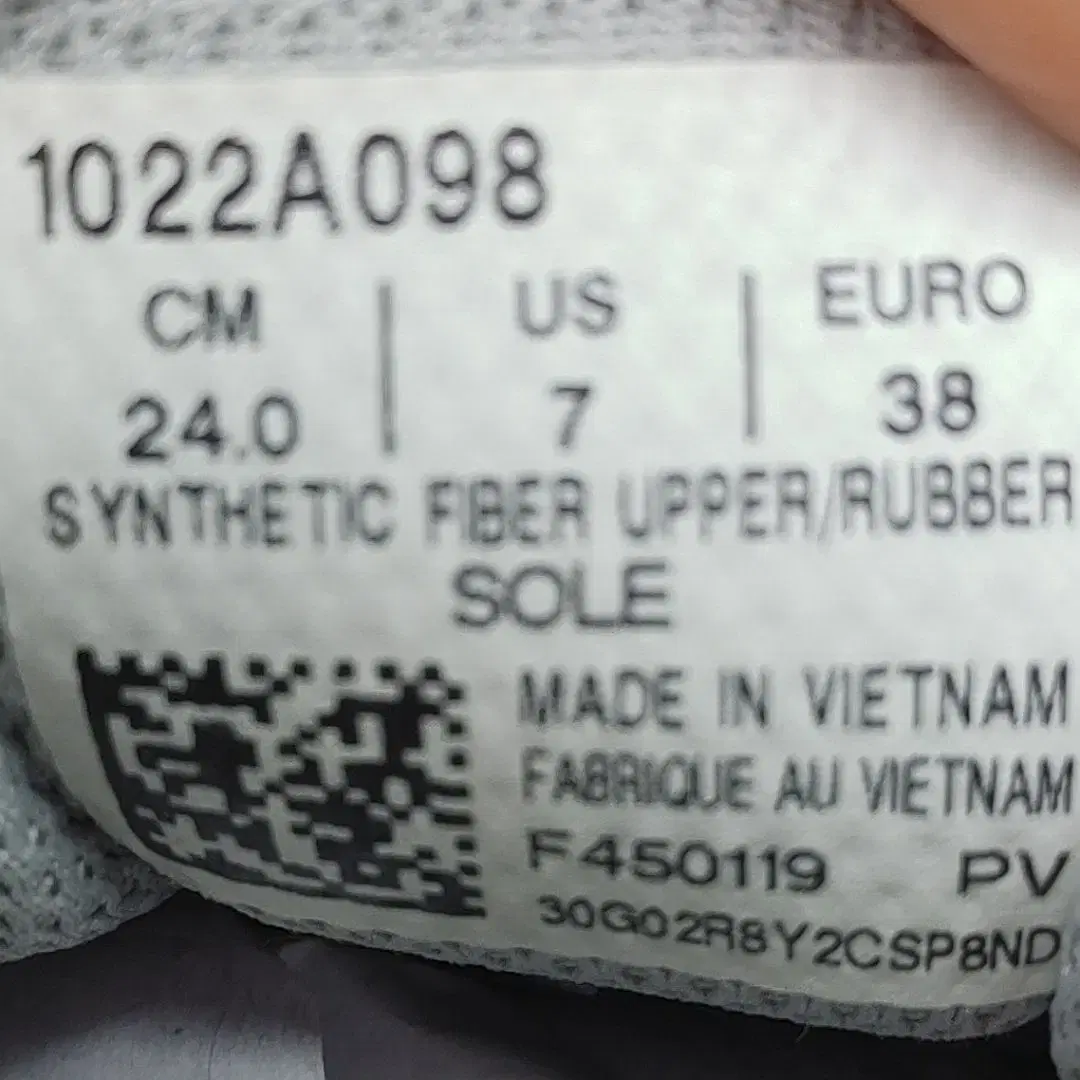 1022A098
CM | US | EURO
24.0 | 7 | 38
SYNTHETIC FIBER UPPER/RUBBER
SOLE
MADE IN VIETNAM
FABRIQUE AU VIETNAM
F450119 PV
30G02R8Y2CSP8ND